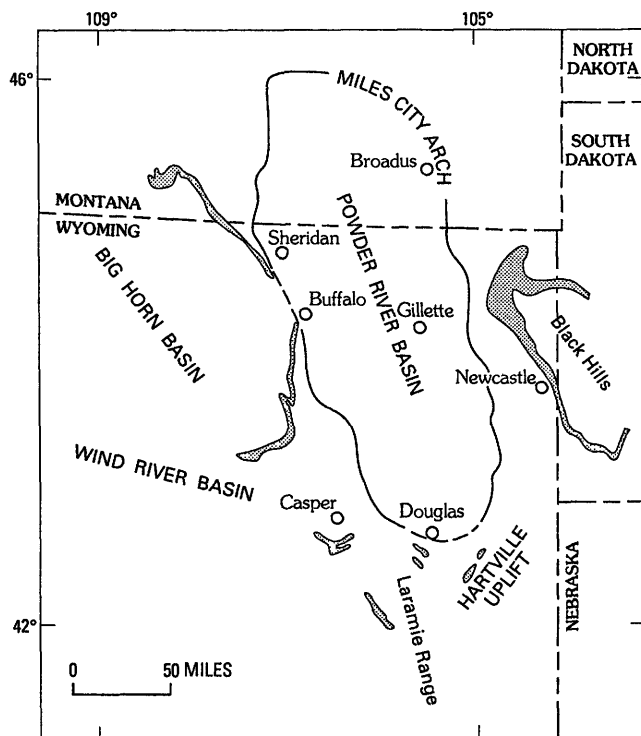 109°
105°
46°
NORTH
DAKOTA
MILES CITY ARCH
SOUTH
DAKOTA
Broadus
MONTANA
WYOMING
Sheridan
POWDER RIVER
BASIN
BIG HORN BASIN
Buffalo
Gillette
Black Hills
Newcastle
WIND RIVER BASIN
Casper
Douglas
HARTVILLE
UPLIFT
NEBRASKA
Laramie Range
42°
0 50 MILES